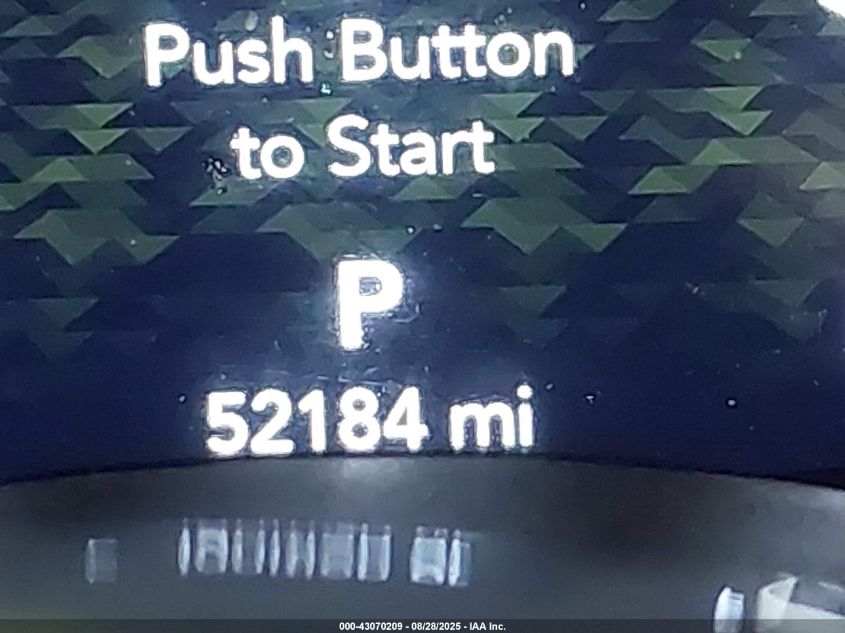 Push Button
to Start
P
52184 mi
000-43070209 - 08/28/2025 - IAA Inc.